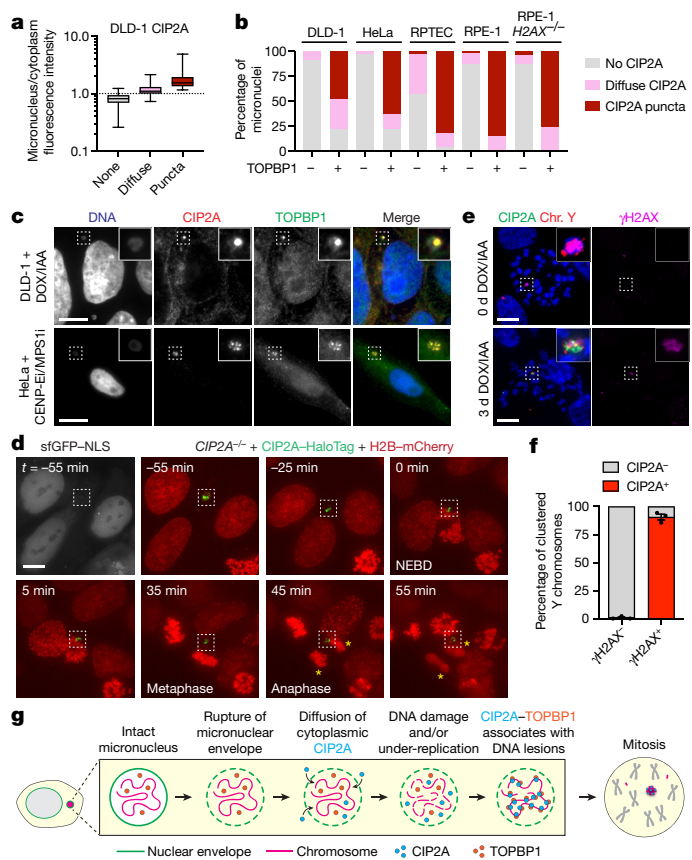 a
DLD-1 CIP2A
Micronucleus/cytoplasm
fluorescence intensity
10.0
1.0
0.1
None
Diffuse
Puncta
b
Percentage of
micronuclei
100
75
50
25
0
DLD-1
HeLa
RPTEC
RPE-1
RPE-1
H2AX−/−
TOPBP1
– + – + – + – + – +
No CIP2A
Diffuse CIP2A
CIP2A puncta
c
DNA
CIP2A
TOPBP1
Merge
DLD-1 +
DOX/IAA
HeLa +
CENP-Ei/MPS1i
e
CIP2A Chr. Y
γH2AX
0 d DOX/IAA
3 d DOX/IAA
d
sfGFP–NLS
CIP2A−/− + CIP2A–HaloTag + H2B–mCherry
t = –55 min
–55 min
–25 min
0 min
NEBD
5 min
35 min
Metaphase
45 min
*
*
Anaphase
55 min
*
*
f
CIP2A−
CIP2A+
Percentage of clustered
Y chromosomes
100
75
50
25
0
γH2AX−
γH2AX+
g
Intact
micronucleus
Rupture of
micronuclear
envelope
Diffusion of
cytoplasmic
CIP2A
DNA damage
and/or
under-replication
CIP2A–TOPBP1
associates with
DNA lesions
Mitosis
Nuclear envelope
Chromosome
CIP2A
TOPBP1